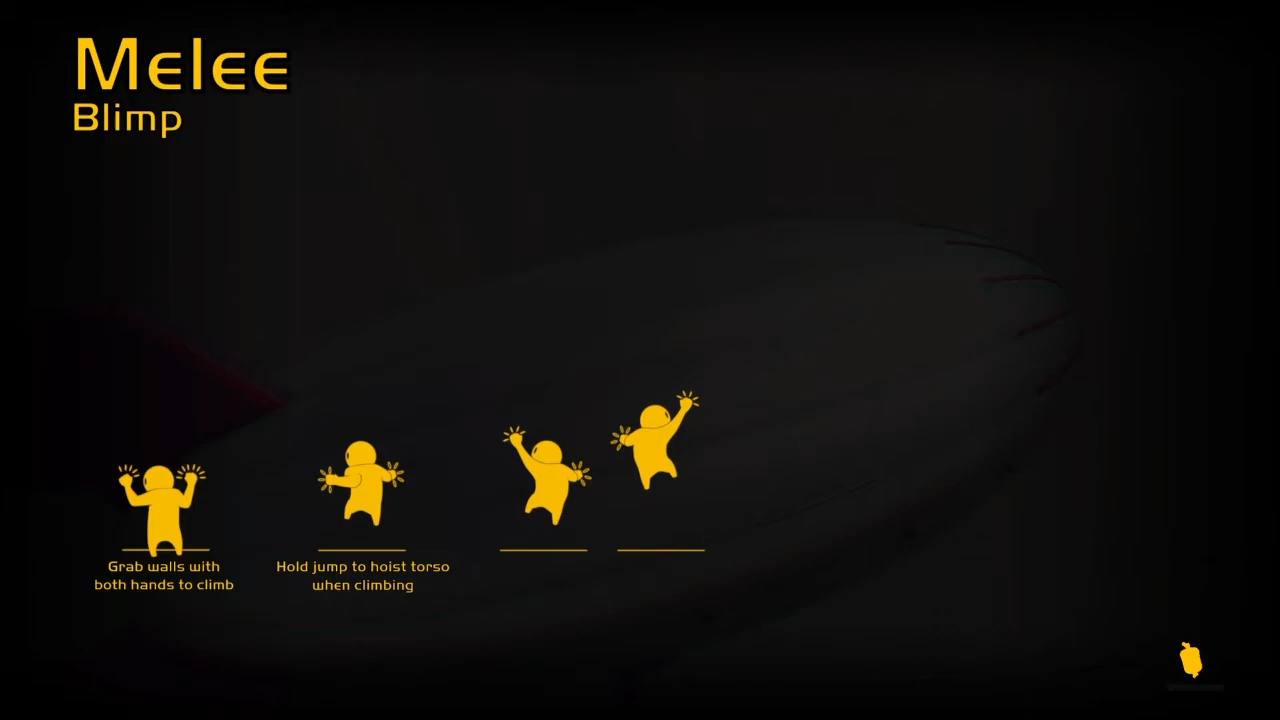 Melee
Blimp
Grab walls with
both hands to climb
Hold jump to hoist torso
when climbing